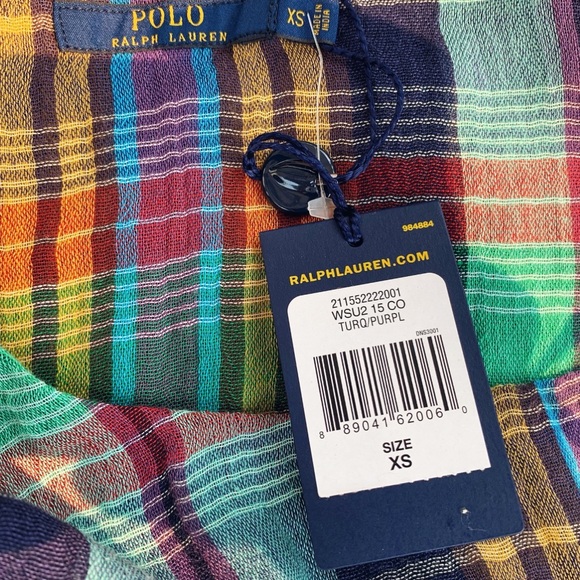 POLO
RALPH LAUREN
XS
MADE IN
INDIA
984884
RALPHLAUREN.COM
211552222001
WSU2 15 CO
TURQ/PURPL
DNS3001
8 89041 62006 0
SIZE
XS